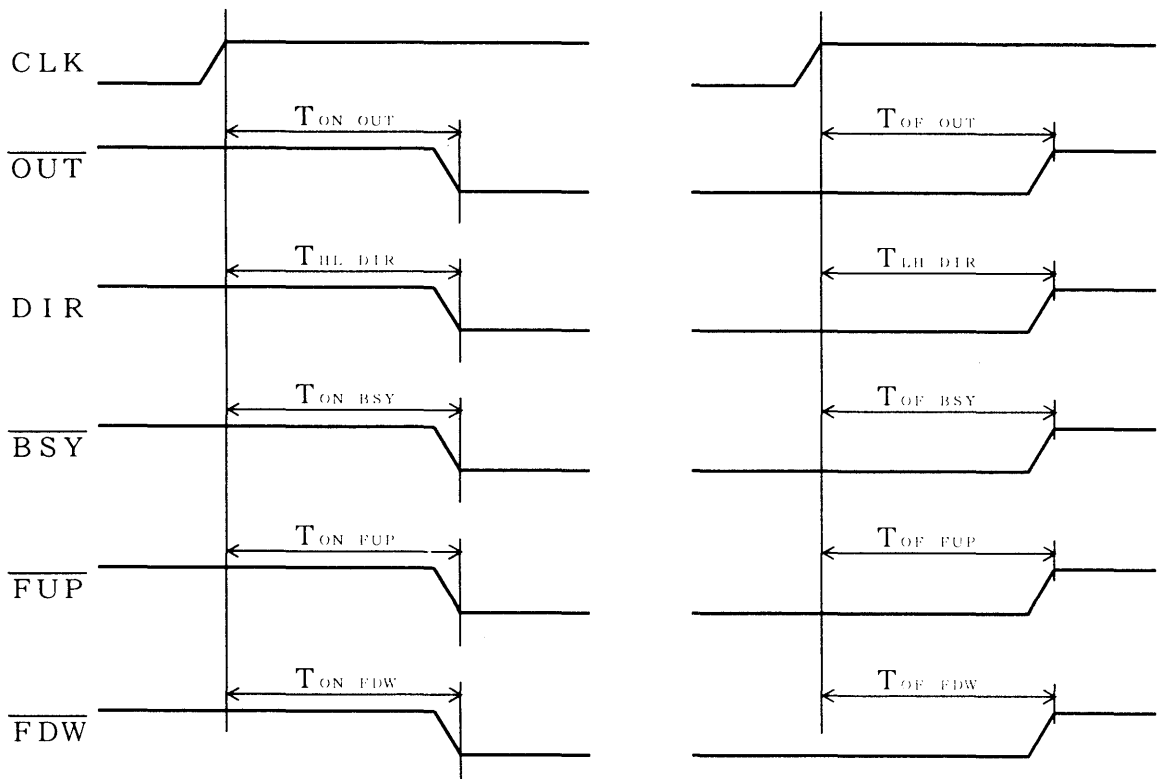 CLK
T ON OUT
T OF OUT
OUT
T HL DIR
T LH DIR
DIR
T ON BSY
T OF BSY
BSY
T ON FUP
T OF FUP
FUP
T ON FDW
T OF FDW
FDW